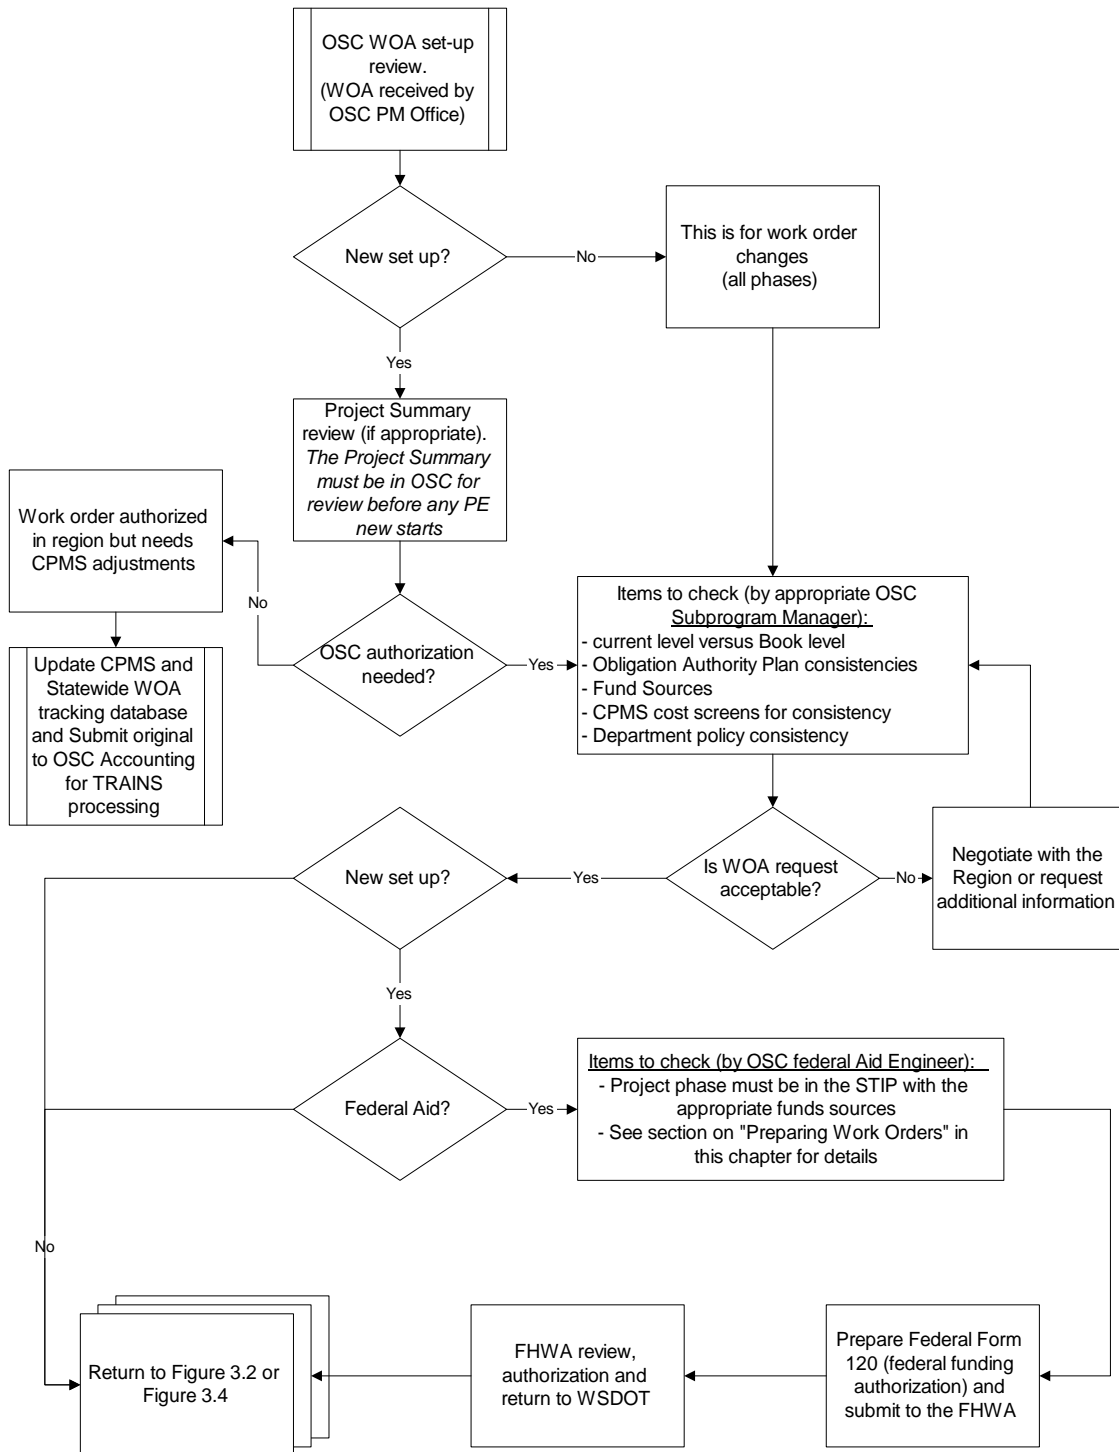 OSC WOA set-up
review.
(WOA received by
OSC PM Office)
New set up?
No
This is for work order
changes
(all phases)
Yes
Project Summary
review (if appropriate).
The Project Summary
must be in OSC for
review before any PE
new starts
Work order authorized
in region but needs
CPMS adjustments
No
OSC authorization
needed?
Yes
Items to check (by appropriate OSC
Subprogram Manager):
- current level versus Book level
- Obligation Authority Plan consistencies
- Fund Sources
- CPMS cost screens for consistency
- Department policy consistency
Update CPMS and
Statewide WOA
tracking database
and Submit original
to OSC Accounting
for TRAINS
processing
New set up?
Yes
Is WOA request
acceptable?
No
Negotiate with the
Region or request
additional information
Yes
Federal Aid?
Yes
Items to check (by OSC federal Aid Engineer):
- Project phase must be in the STIP with the
appropriate funds sources
- See section on "Preparing Work Orders" in
this chapter for details
No
Return to Figure 3.2 or
Figure 3.4
FHWA review,
authorization and
return to WSDOT
Prepare Federal Form
120 (federal funding
authorization) and
submit to the FHWA